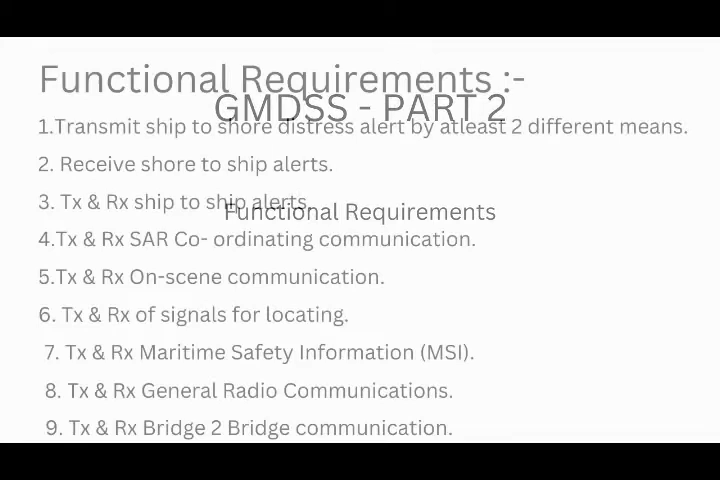 Functional Requirements :-
GMDSS - PART 2
1.Transmit ship to shore distress alert by atleast 2 different means.
2. Receive shore to ship alerts.
3. Tx & Rx ship to ship alerts.
Functional Requirements
4.Tx & Rx SAR Co- ordinating communication.
5.Tx & Rx On-scene communication.
6. Tx & Rx of signals for locating.
7. Tx & Rx Maritime Safety Information (MSI).
8. Tx & Rx General Radio Communications.
9. Tx & Rx Bridge 2 Bridge communication.